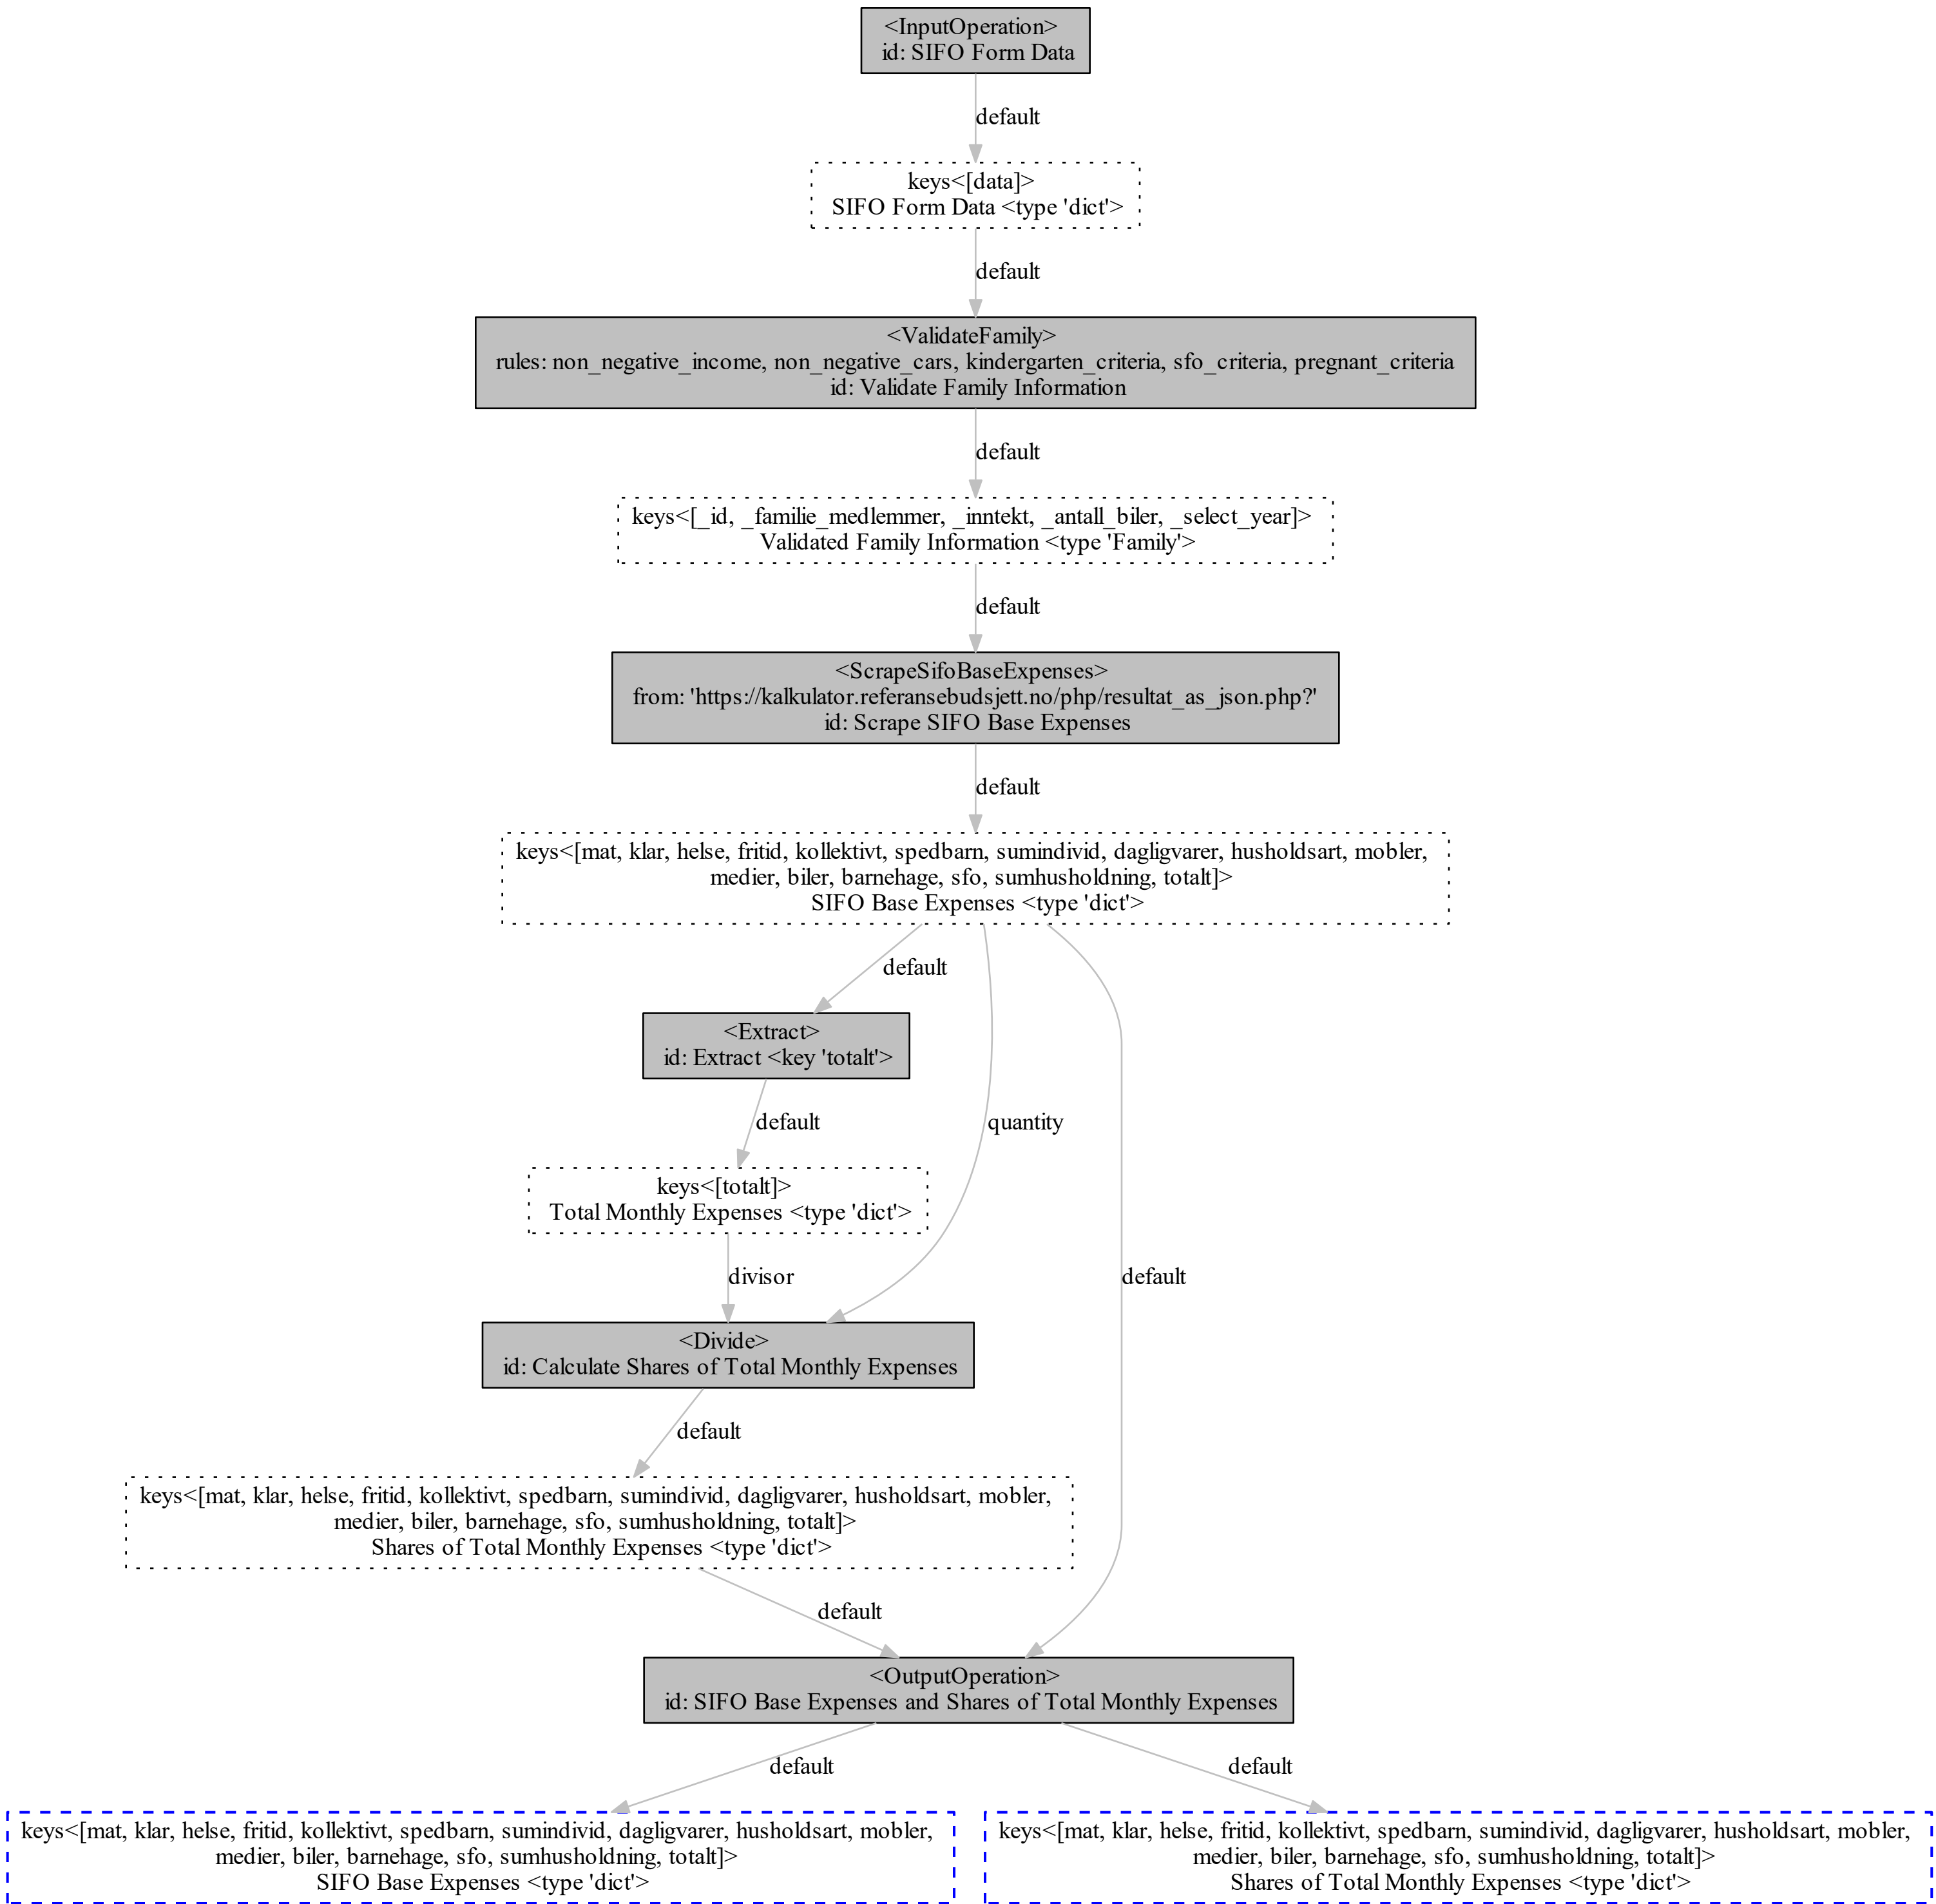 <InputOperation>
id: SIFO Form Data
default
keys<[data]>
SIFO Form Data <type 'dict'>
default
<ValidateFamily>
rules: non_negative_income, non_negative_cars, kindergarten_criteria, sfo_criteria, pregnant_criteria
id: Validate Family Information
default
keys<[_id, _familie_medlemmer, _inntekt, _antall_biler, _select_year]>
Validated Family Information <type 'Family'>
default
<ScrapeSifoBaseExpenses>
from: 'https://kalkulator.referansebudsjett.no/php/resultat_as_json.php?'
id: Scrape SIFO Base Expenses
default
keys<[mat, klar, helse, fritid, kollektivt, spedbarn, sumindivid, dagligvarer, husholdsart, mobler,
medier, biler, barnehage, sfo, sumhusholdning, totalt]>
SIFO Base Expenses <type 'dict'>
default
<Extract>
id: Extract <key 'totalt'>
default
quantity
keys<[totalt]>
Total Monthly Expenses <type 'dict'>
divisor
default
<Divide>
id: Calculate Shares of Total Monthly Expenses
default
keys<[mat, klar, helse, fritid, kollektivt, spedbarn, sumindivid, dagligvarer, husholdsart, mobler,
medier, biler, barnehage, sfo, sumhusholdning, totalt]>
Shares of Total Monthly Expenses <type 'dict'>
default
<OutputOperation>
id: SIFO Base Expenses and Shares of Total Monthly Expenses
default
default
keys<[mat, klar, helse, fritid, kollektivt, spedbarn, sumindivid, dagligvarer, husholdsart, mobler,
medier, biler, barnehage, sfo, sumhusholdning, totalt]>
SIFO Base Expenses <type 'dict'>
keys<[mat, klar, helse, fritid, kollektivt, spedbarn, sumindivid, dagligvarer, husholdsart, mobler,
medier, biler, barnehage, sfo, sumhusholdning, totalt]>
Shares of Total Monthly Expenses <type 'dict'>